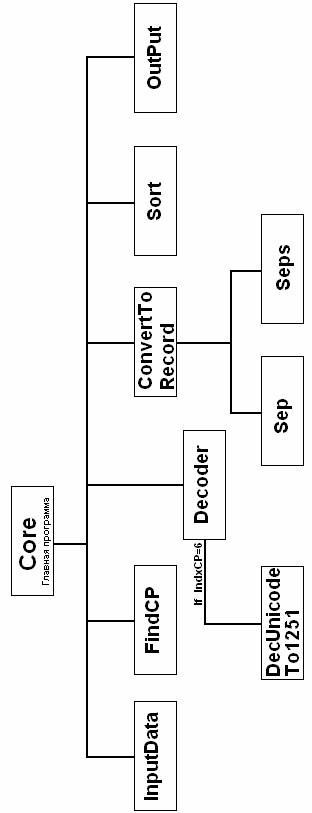 Core
Главная программа
InputData
FindCP
Decoder
ConvertTo
Record
Sort
OutPut
If IndxCP=6
DecUnicode
To1251
Sep
Seps